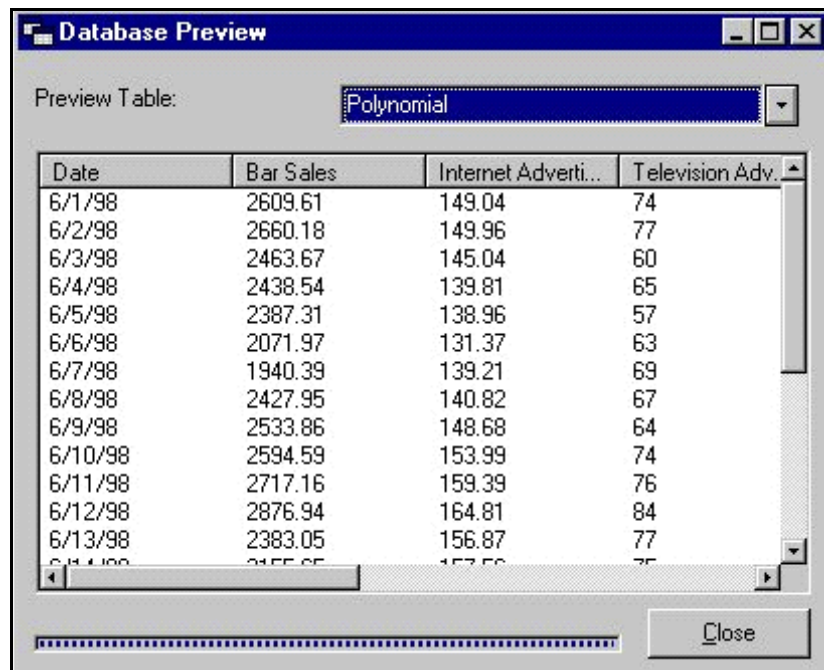 Database Preview
Preview Table: Polynomial
Date Bar Sales Internet Adverti... Television Adv.
6/1/98 2609.61 149.04 74
6/2/98 2660.18 149.96 77
6/3/98 2463.67 145.04 60
6/4/98 2438.54 139.81 65
6/5/98 2387.31 138.96 57
6/6/98 2071.97 131.37 63
6/7/98 1940.39 139.21 69
6/8/98 2427.95 140.82 67
6/9/98 2533.86 148.68 64
6/10/98 2594.59 153.99 74
6/11/98 2717.16 159.39 76
6/12/98 2876.94 164.81 84
6/13/98 2383.05 156.87 77
Close